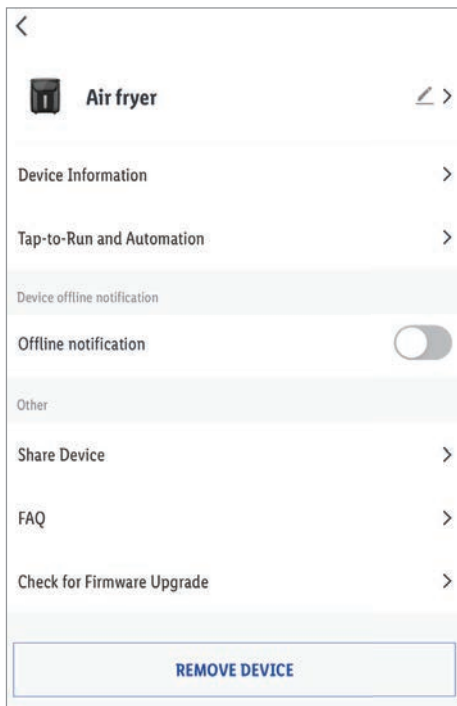 Air fryer
Device Information
Tap-to-Run and Automation
Device offline notification
Offline notification
Other
Share Device
FAQ
Check for Firmware Upgrade
REMOVE DEVICE